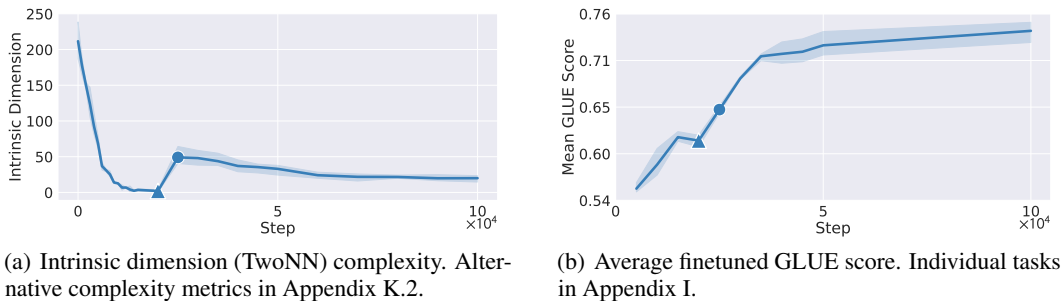 250
200
150
100
50
0
Intrinsic Dimension
0
5
10
×10⁴
Step
0.76
0.71
0.65
0.60
0.54
Mean GLUE Score
0
5
10
×10⁴
Step
(a) Intrinsic dimension (TwoNN) complexity. Alter-
native complexity metrics in Appendix K.2.
(b) Average finetuned GLUE score. Individual tasks
in Appendix I.